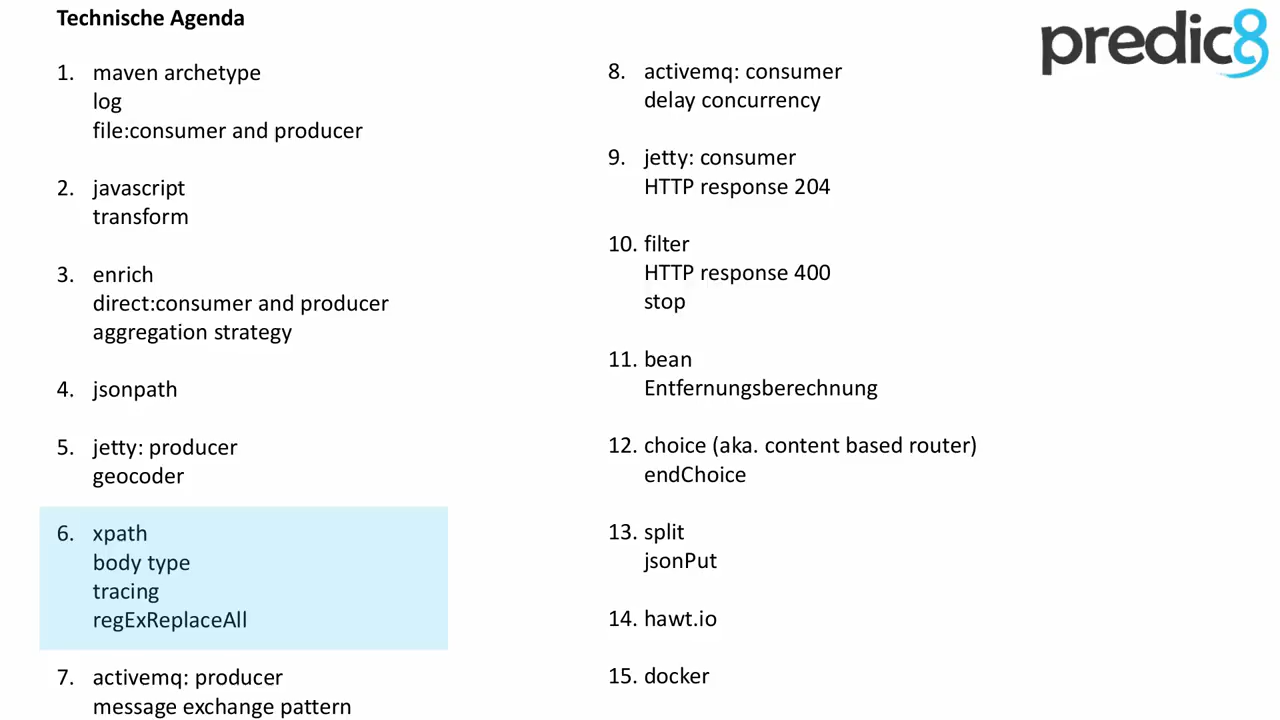 Technische Agenda
predic8
1. maven archetype
log
file:consumer and producer
2. javascript
transform
3. enrich
direct:consumer and producer
aggregation strategy
4. jsonpath
5. jetty: producer
geocoder
6. xpath
body type
tracing
regExReplaceAll
7. activemq: producer
message exchange pattern
8. activemq: consumer
delay concurrency
9. jetty: consumer
HTTP response 204
10. filter
HTTP response 400
stop
11. bean
Entfernungsberechnung
12. choice (aka. content based router)
endChoice
13. split
jsonPut
14. hawt.io
15. docker